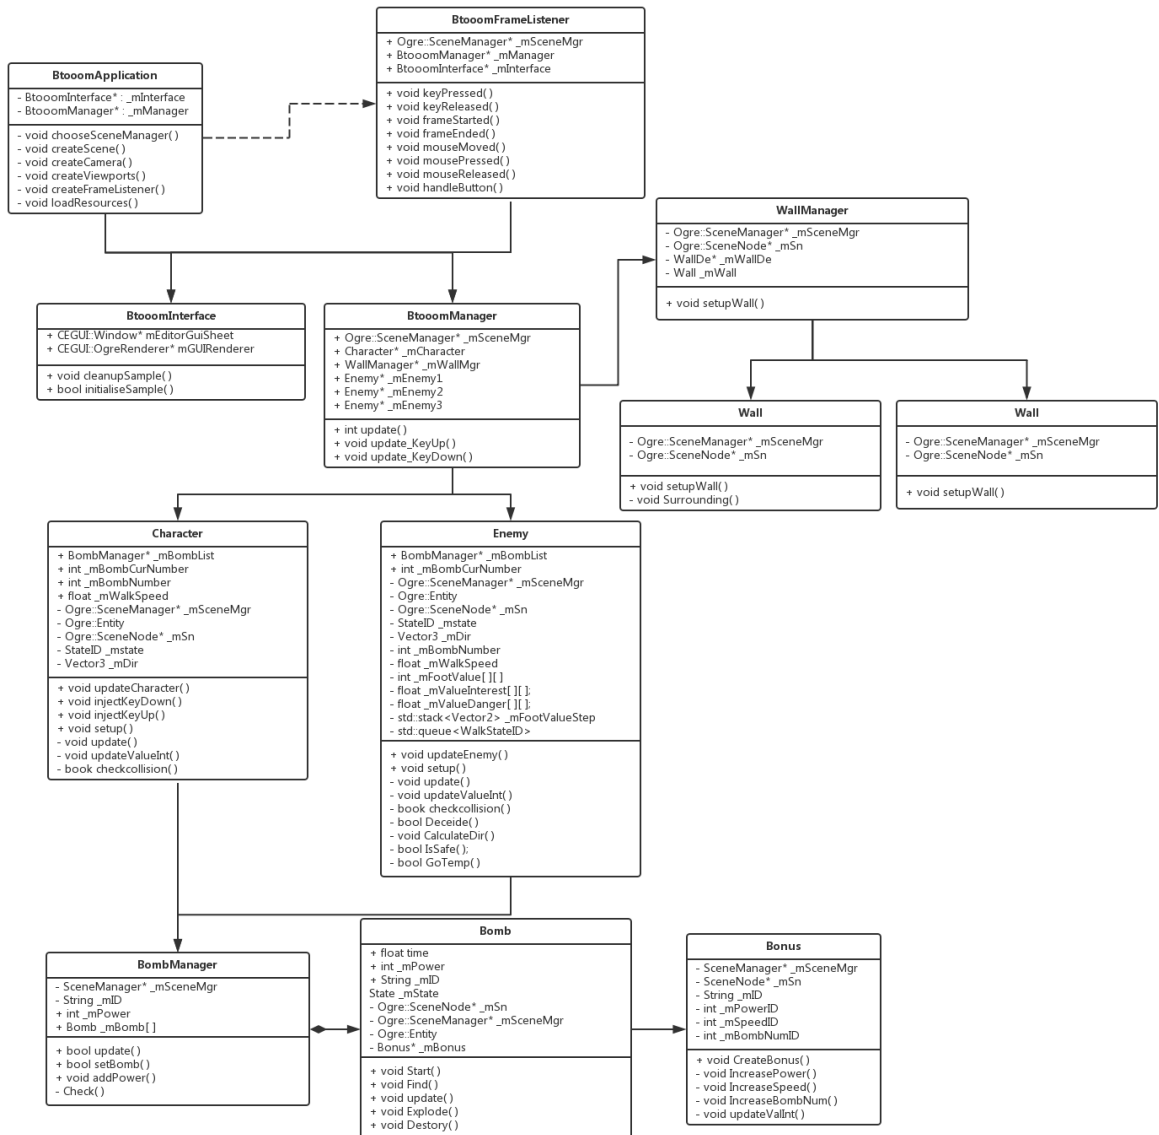 BtooomFrameListener
+ Ogre::SceneManager* _mSceneMgr
+ BtooomManager* _mManager
+ BtooomInterface* _mInterface
+ void keyPressed( )
+ void keyReleased( )
+ void frameStarted( )
+ void frameEnded( )
+ void mouseMoved( )
+ void mousePressed( )
+ void mouseReleased( )
+ void handleButton( )
BtooomApplication
- BtooomInterface* : _mInterface
- BtooomManager* : _mManager
- void chooseSceneManager( )
- void createScene( )
- void createCamera( )
- void createViewports( )
- void createFrameListener( )
- void loadResources( )
WallManager
- Ogre::SceneManager* _mSceneMgr
- Ogre::SceneNode* _mSn
- WallDe* _mWallDe
- Wall _mWall
+ void setupWall( )
BtooomInterface
+ CEGUI::Window* mEditorGuiSheet
+ CEGUI::OgreRenderer* mGUIRenderer
+ void cleanupSample( )
+ bool initialiseSample( )
BtooomManager
+ Ogre::SceneManager* _mSceneMgr
+ Character* _mCharacter
+ WallManager* _mWallMgr
+ Enemy* _mEnemy1
+ Enemy* _mEnemy2
+ Enemy* _mEnemy3
+ int update( )
+ void update_KeyUp( )
+ void update_KeyDown( )
Wall
- Ogre::SceneManager* _mSceneMgr
- Ogre::SceneNode* _mSn
+ void setupWall( )
- void Surrounding( )
Wall
- Ogre::SceneManager* _mSceneMgr
- Ogre::SceneNode* _mSn
+ void setupWall( )
Character
+ BombManager* _mBombList
+ int _mBombCurNumber
+ int _mBombNumber
+ float _mWalkSpeed
- Ogre::SceneManager* _mSceneMgr
- Ogre::Entity
- Ogre::SceneNode* _mSn
- StateID _mstate
- Vector3 _mDir
+ void updateCharacter( )
+ void injectKeyDown( )
+ void injectKeyUp( )
+ void setup( )
- void update( )
- void updateValueInt( )
- book checkcollision( )
Enemy
+ BombManager* _mBombList
+ int _mBombCurNumber
- Ogre::SceneManager* _mSceneMgr
- Ogre::Entity
- Ogre::SceneNode* _mSn
- StateID _mstate
- Vector3 _mDir
- int _mBombNumber
- float _mWalkSpeed
- int _mFootValue[ ][ ]
- float _mValueInterest[ ][ ];
- float _mValueDanger[ ][ ];
- std::stack<Vector2> _mFootValueStep
- std::queue<WalkStateID>
+ void updateEnemy( )
+ void setup( )
- void update( )
- void updateValueInt( )
- book checkcollision( )
- bool Deceide( )
- void CalculateDir( )
- bool IsSafe( );
- bool GoTemp( )
BombManager
- SceneManager* _mSceneMgr
- String _mID
+ int _mPower
+ Bomb _mBomb[ ]
+ bool update( )
+ bool setBomb( )
+ void addPower( )
- Check( )
Bomb
+ float time
+ int _mPower
+ String _mID
State _mState
- Ogre::SceneNode* _mSn
- Ogre::SceneManager* _mSceneMgr
- Ogre::Entity
- Bonus* _mBonus
+ void Start( )
+ void Find( )
+ void update( )
+ void Explode( )
+ void Destory( )
Bonus
- SceneManager* _mSceneMgr
- SceneNode* _mSn
- String _mID
- int _mPowerID
- int _mSpeedID
- int _mBombNumID
+ void CreateBonus( )
- void IncreasePower( )
- void IncreaseSpeed( )
- void IncreaseBombNum( )
- void updateValInt( )